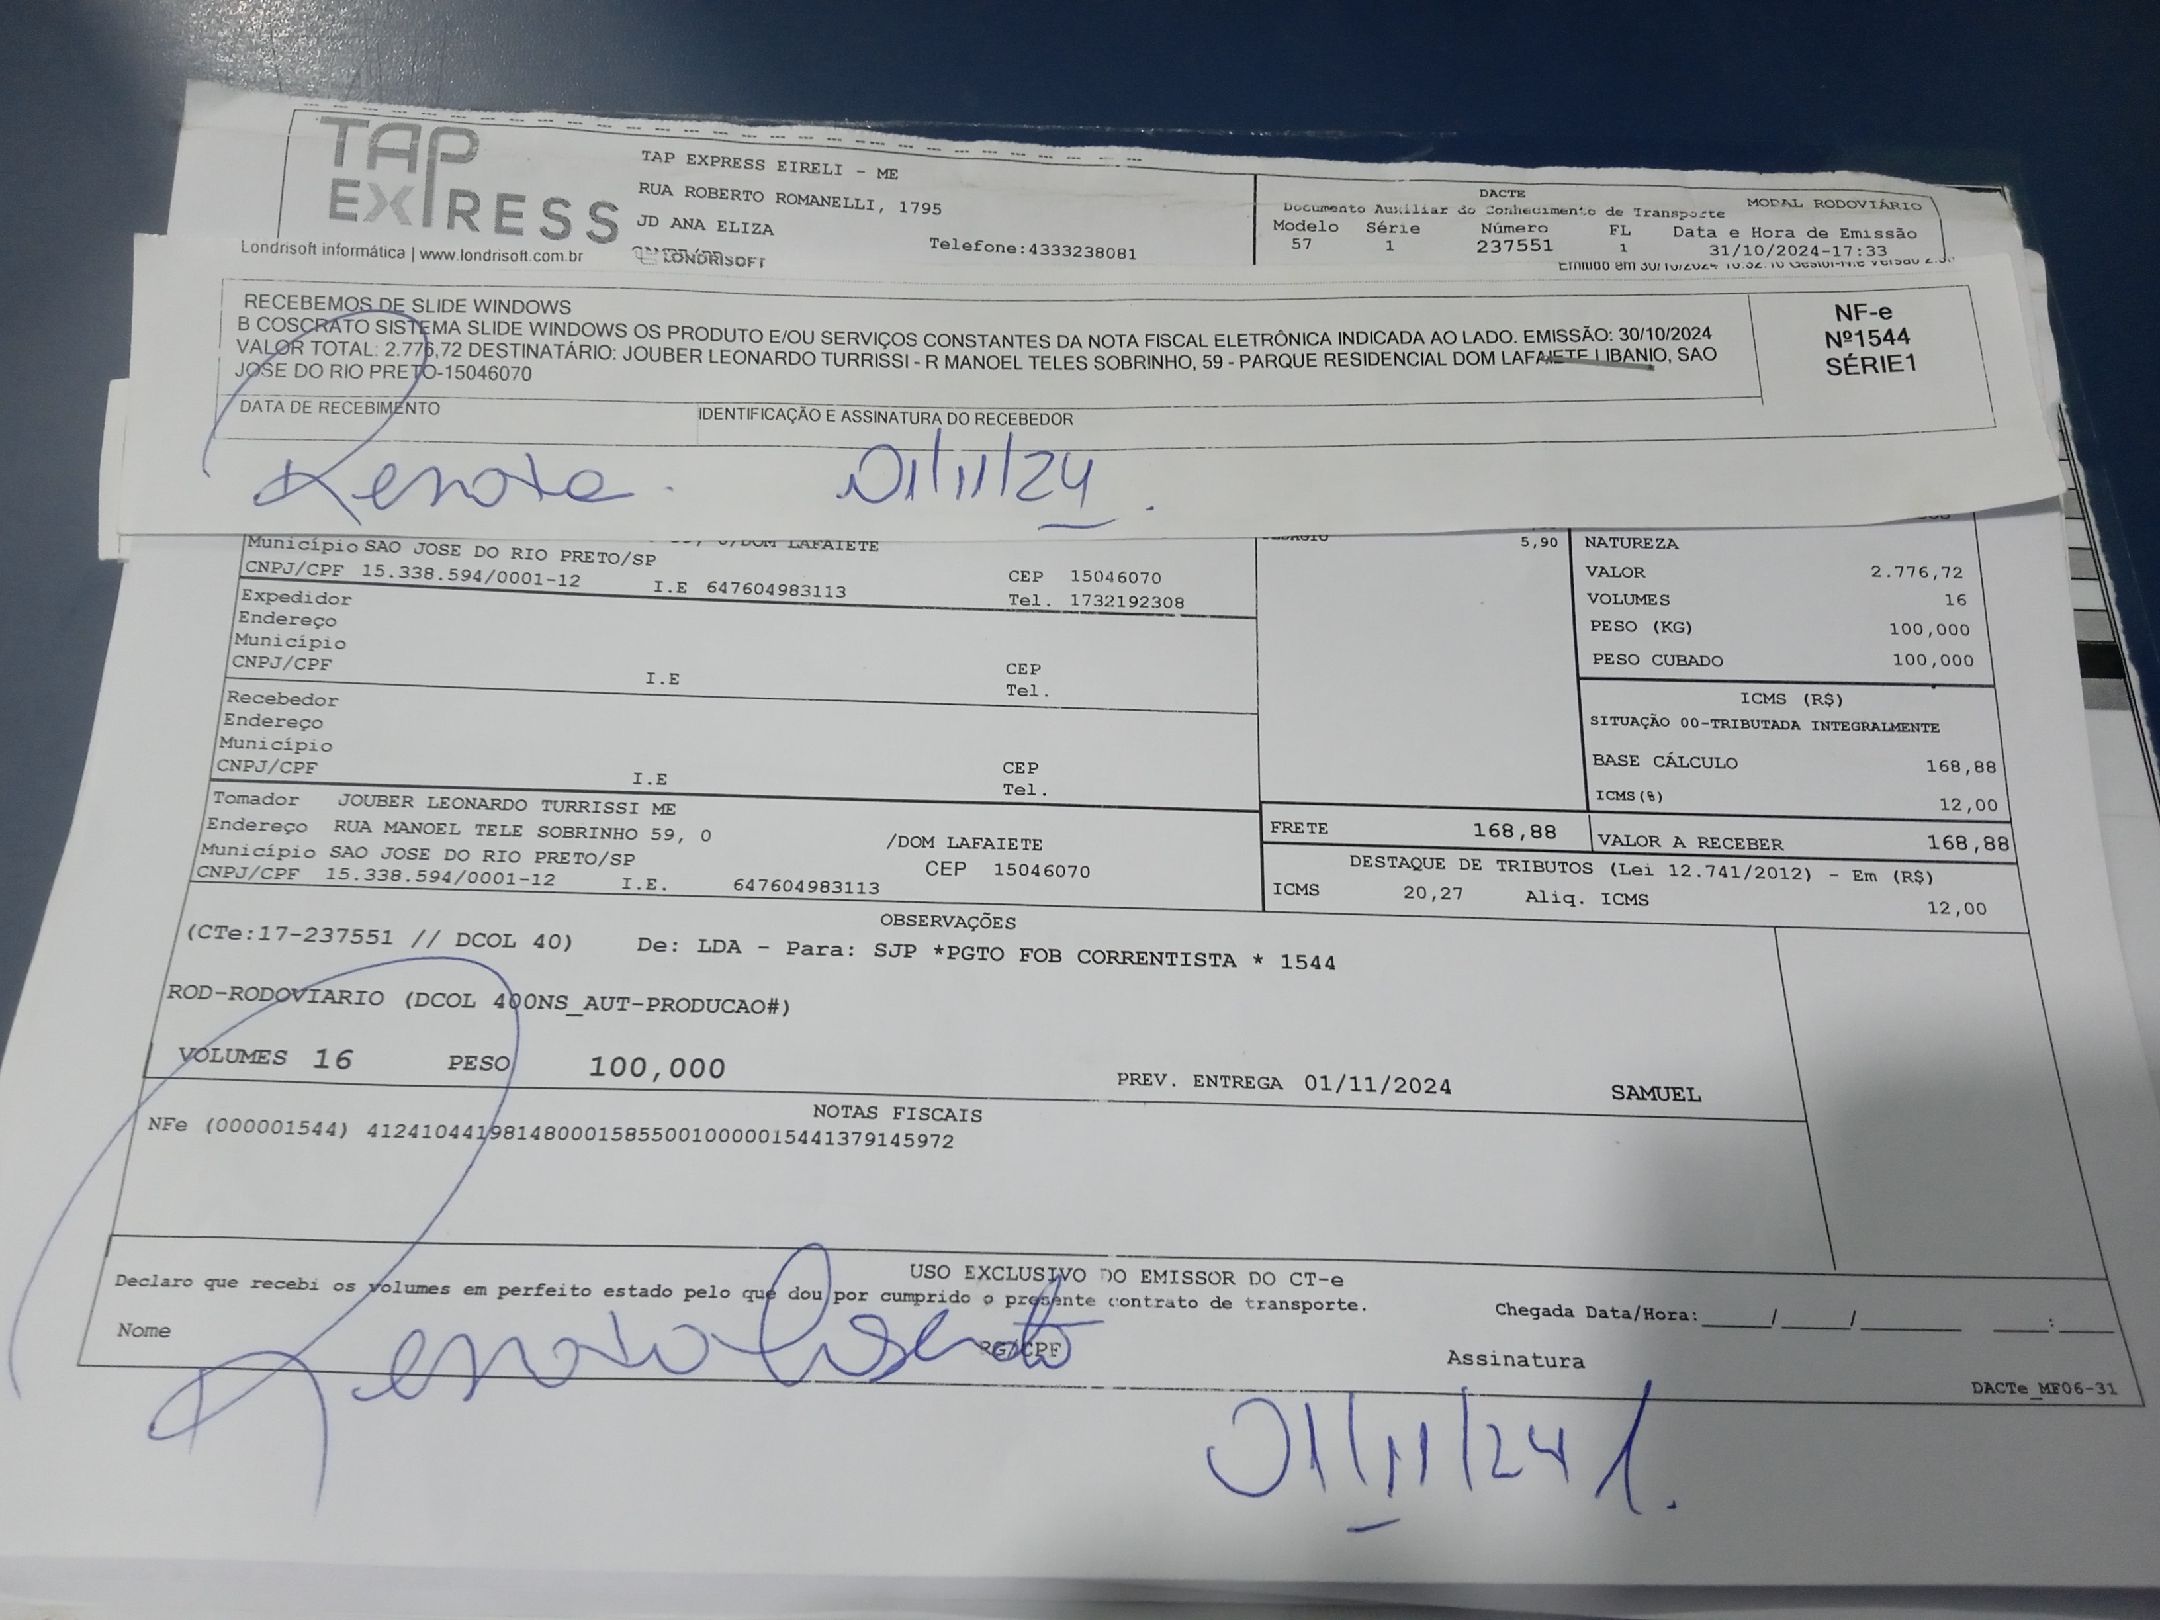 TAP EXPRESS
TAP EXPRESS EIRELI - ME
RUA ROBERTO ROMANELLI, 1795
JD ANA ELIZA
Telefone:4333238081
DACTE MODAL RODOVIÁRIO
Documento Auxiliar do Conhecimento de Transporte
Modelo Série Número FL Data e Hora de Emissão
57 1 237551 1 31/10/2024-17:33
Londrisoft informática | www.londrisoft.com.br LONDRISOFT
RECEBEMOS DE SLIDE WINDOWS
B COSCRATO SISTEMA SLIDE WINDOWS OS PRODUTO E/OU SERVIÇOS CONSTANTES DA NOTA FISCAL ELETRÔNICA INDICADA AO LADO. EMISSÃO: 30/10/2024
VALOR TOTAL: 2.776,72 DESTINATÁRIO: JOUBER LEONARDO TURRISSI - R MANOEL TELES SOBRINHO, 59 - PARQUE RESIDENCIAL DOM LAFAIETE LIBANIO, SAO
JOSE DO RIO PRETO-15046070
NF-e
Nº1544
SÉRIE1
DATA DE RECEBIMENTO IDENTIFICAÇÃO E ASSINATURA DO RECEBEDOR
01/11/24.
/DOM LAFAIETE
Município SAO JOSE DO RIO PRETO/SP
CNPJ/CPF 15.338.594/0001-12 I.E 647604983113
CEP 15046070
Tel. 1732192308
Expedidor
Endereço
Município
CNPJ/CPF I.E
CEP
Tel.
Recebedor
Endereço
Município
CNPJ/CPF I.E
CEP
Tel.
Tomador JOUBER LEONARDO TURRISSI ME
Endereço RUA MANOEL TELE SOBRINHO 59, 0 /DOM LAFAIETE
Município SAO JOSE DO RIO PRETO/SP CEP 15046070
CNPJ/CPF 15.338.594/0001-12 I.E. 647604983113
5,90
NATUREZA
VALOR 2.776,72
VOLUMES 16
PESO (KG) 100,000
PESO CUBADO 100,000
ICMS (R$)
SITUAÇÃO 00-TRIBUTADA INTEGRALMENTE
BASE CÁLCULO 168,88
ICMS(%) 12,00
FRETE 168,88 VALOR A RECEBER 168,88
DESTAQUE DE TRIBUTOS (Lei 12.741/2012) - Em (R$)
ICMS 20,27 Aliq. ICMS 12,00
OBSERVAÇÕES
(CTe:17-237551 // DCOL 40) De: LDA - Para: SJP *PGTO FOB CORRENTISTA * 1544
ROD-RODOVIARIO (DCOL 400NS_AUT-PRODUCAO#)
VOLUMES 16 PESO 100,000 PREV. ENTREGA 01/11/2024 SAMUEL
NOTAS FISCAIS
NFe (000001544) 41241044198148000158550010000015441379145972
USO EXCLUSIVO DO EMISSOR DO CT-e
Declaro que recebi os volumes em perfeito estado pelo que dou por cumprido o presente contrato de transporte.
Chegada Data/Hora:_____/_____/_______ ____:____
Nome RG/CPF Assinatura
DACTe_MF06-31
01/11/24